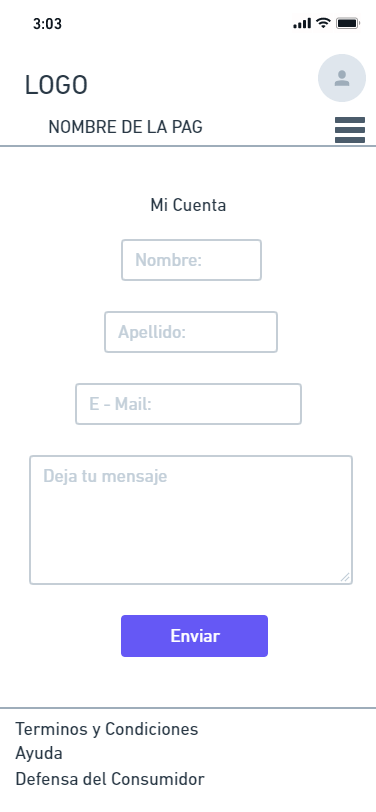 3:03
LOGO
NOMBRE DE LA PAG
Mi Cuenta
Nombre:
Apellido:
E - Mail:
Deja tu mensaje
Enviar
Terminos y Condiciones
Ayuda
Defensa del Consumidor